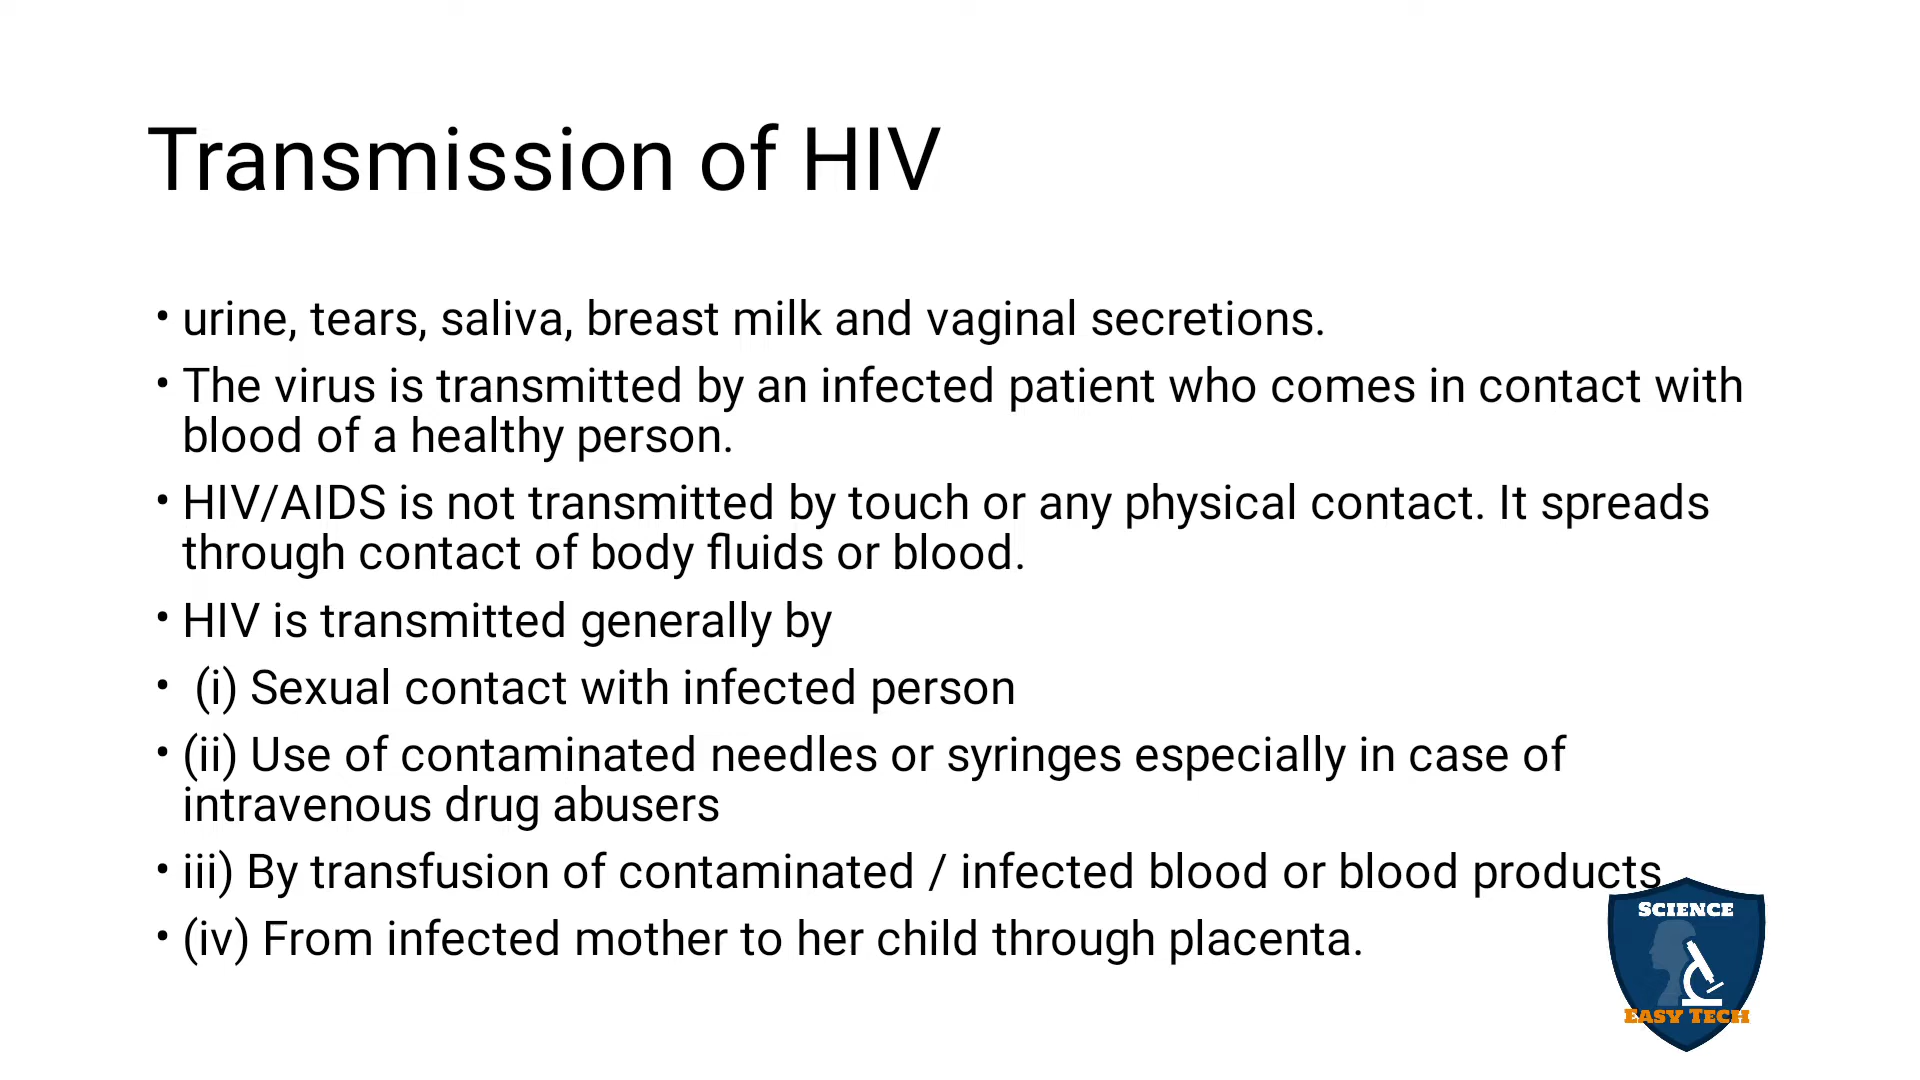 Transmission of HIV
• urine, tears, saliva, breast milk and vaginal secretions.
• The virus is transmitted by an infected patient who comes in contact with
blood of a healthy person.
• HIV/AIDS is not transmitted by touch or any physical contact. It spreads
through contact of body fluids or blood.
• HIV is transmitted generally by
• (i) Sexual contact with infected person
• (ii) Use of contaminated needles or syringes especially in case of
intravenous drug abusers
• iii) By transfusion of contaminated / infected blood or blood products
• (iv) From infected mother to her child through placenta.
SCIENCE
EASY TECH